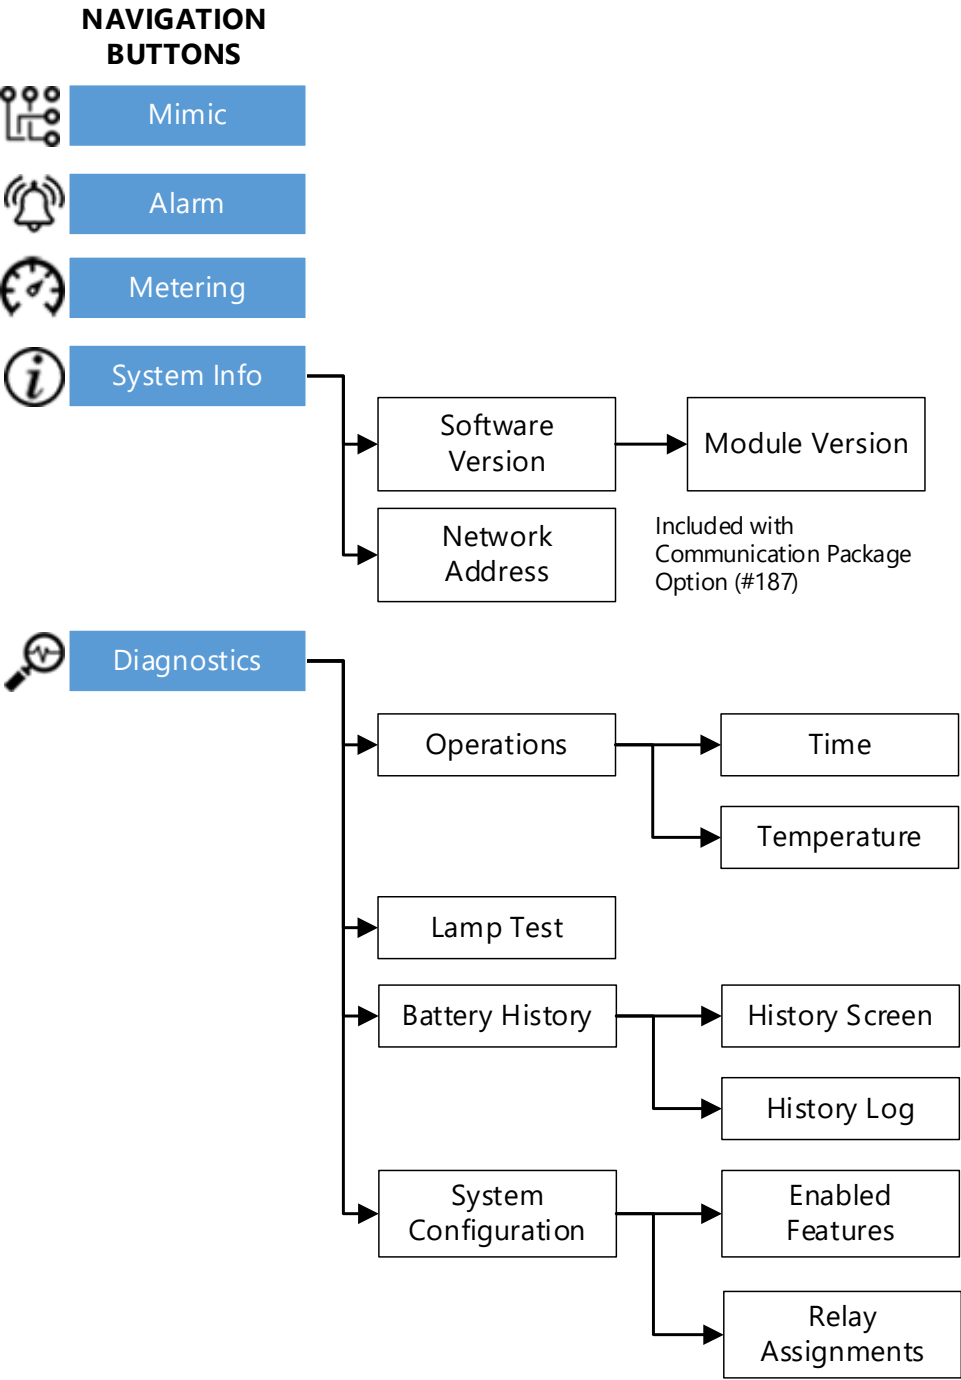 NAVIGATION
BUTTONS
Mimic
Alarm
Metering
System Info
Software
Version
Module Version
Network
Address
Included with
Communication Package
Option (#187)
Diagnostics
Operations
Time
Temperature
Lamp Test
Battery History
History Screen
History Log
System
Configuration
Enabled
Features
Relay
Assignments